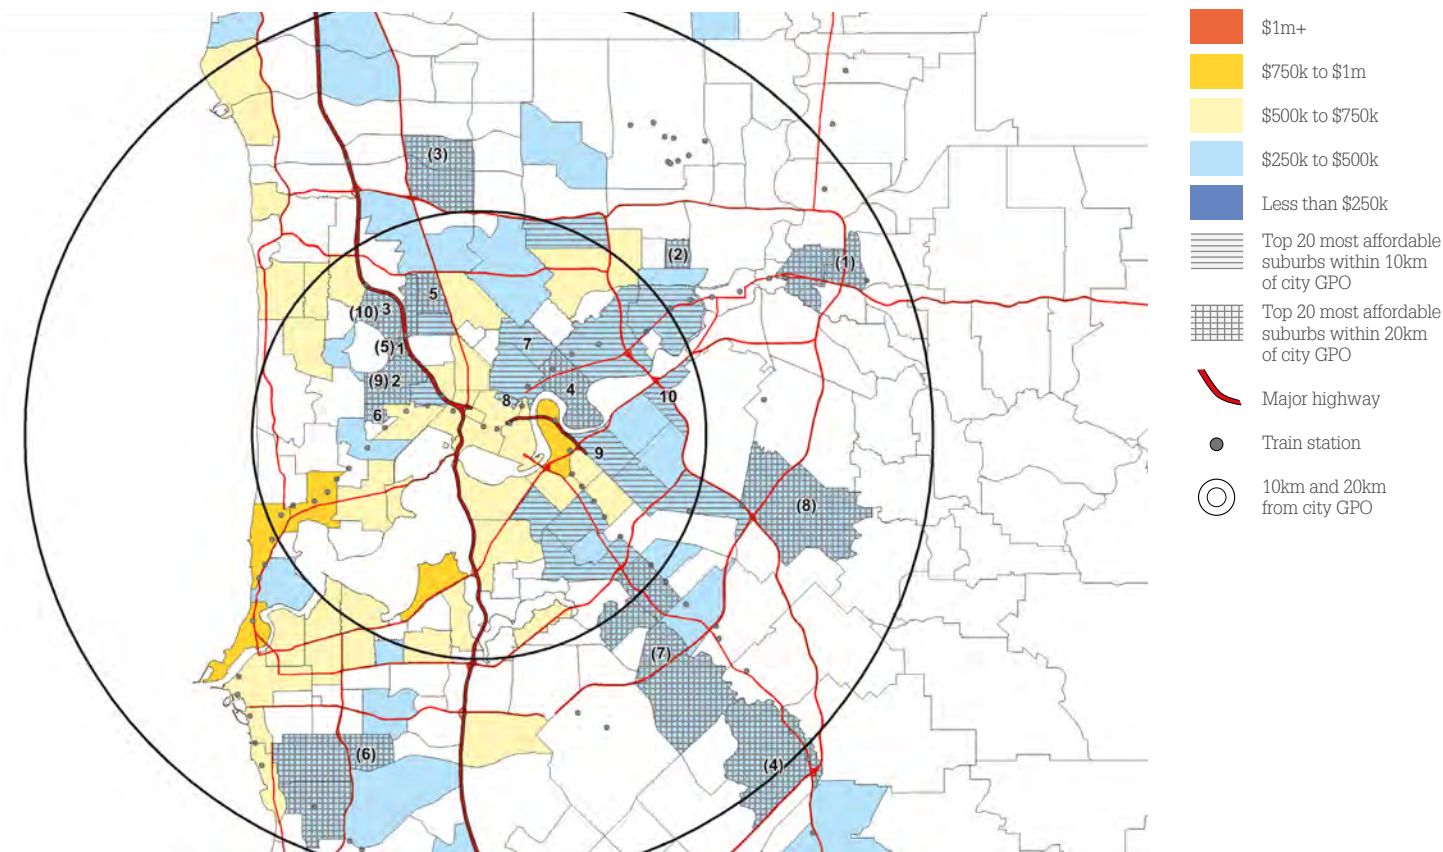 $1m+
$750k to $1m
$500k to $750k
$250k to $500k
Less than $250k
Top 20 most affordable
suburbs within 10km
of city GPO
Top 20 most affordable
suburbs within 20km
of city GPO
Major highway
Train station
10km and 20km
from city GPO
(3)
(2)
(1)
5
(10) 3
(5) 1
7
(9) 2
4
10
8
6
9
(8)
(7)
(6)
(4)